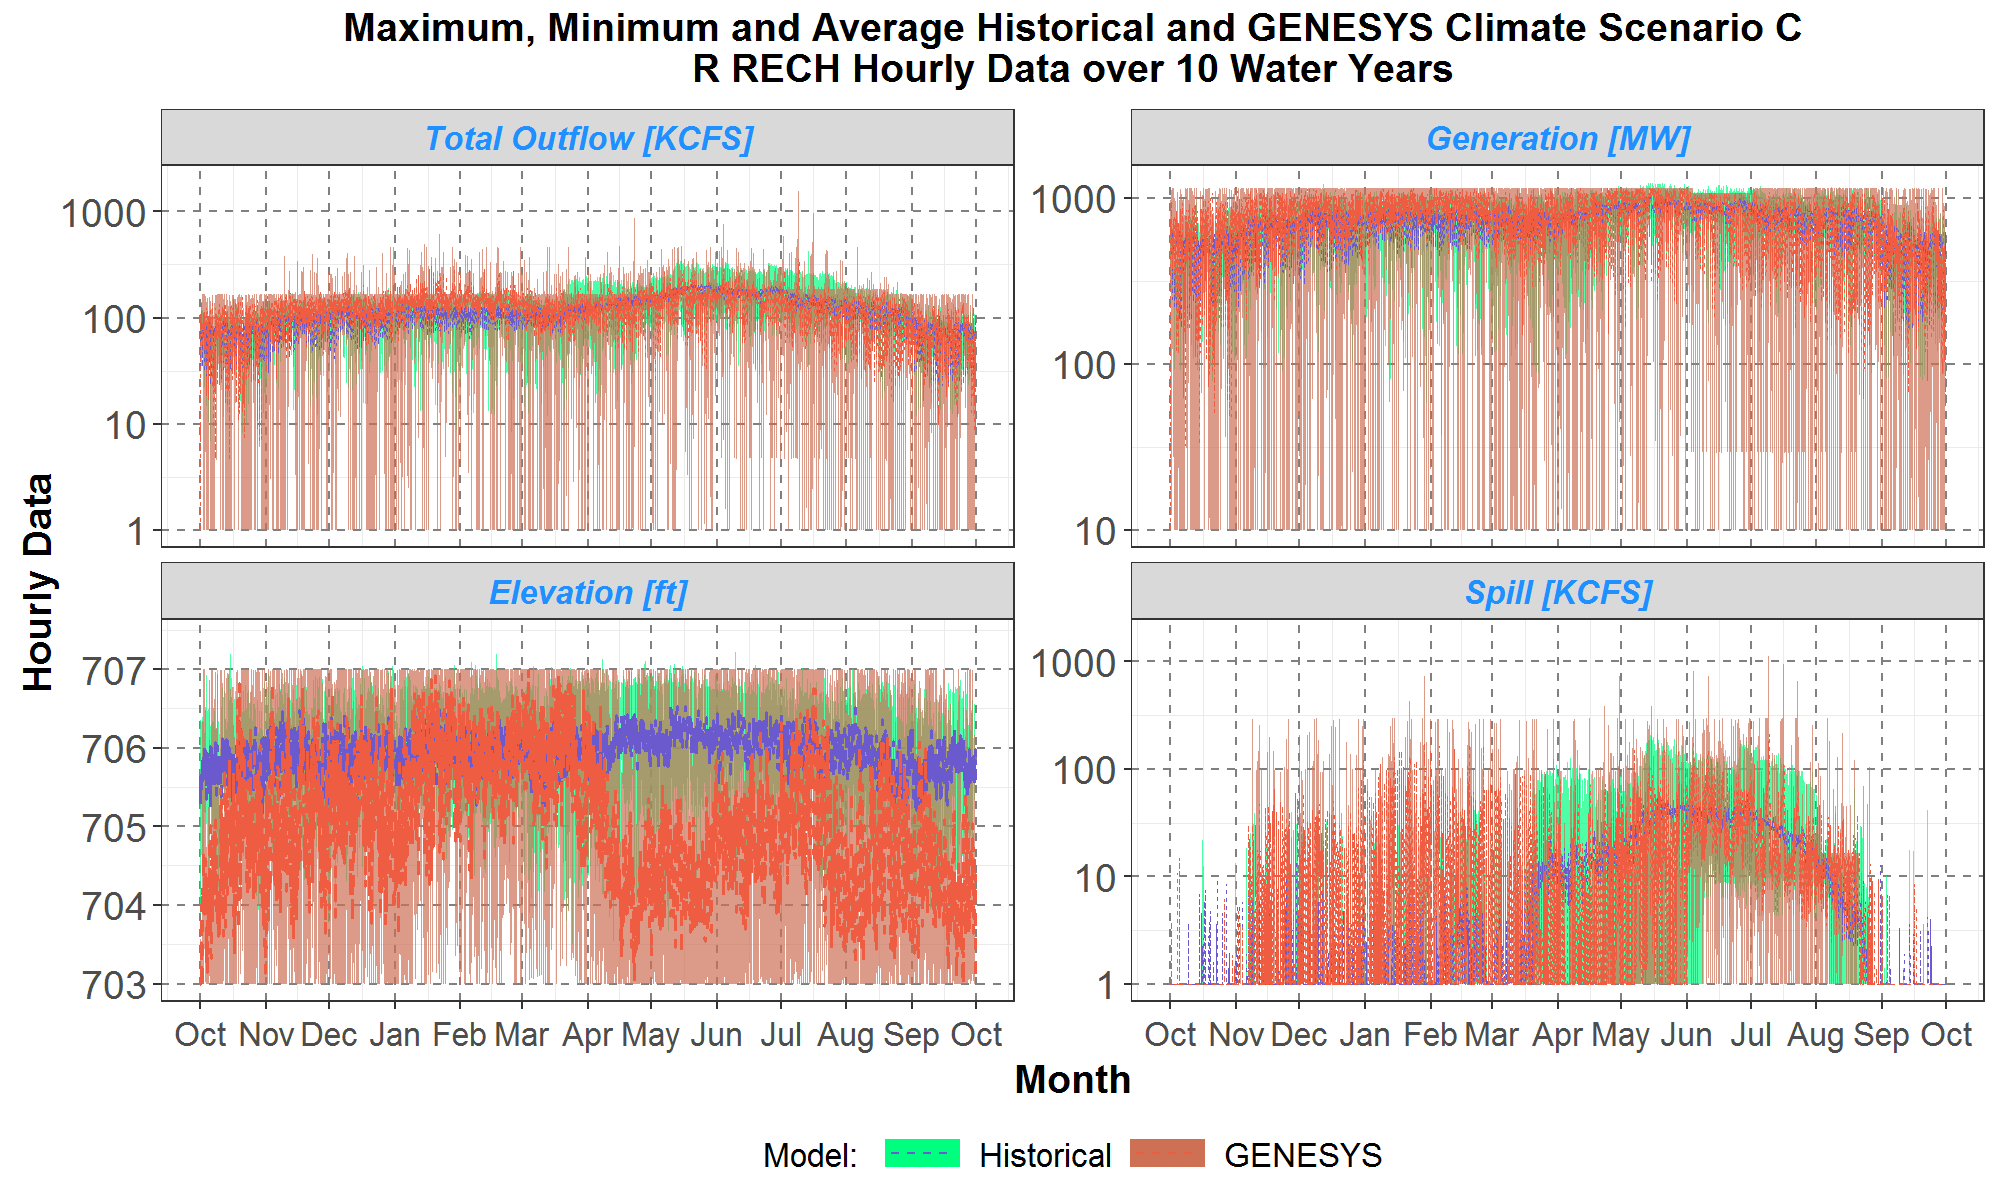 Maximum, Minimum and Average Historical and GENESYS Climate Scenario C
R RECH Hourly Data over 10 Water Years
Total Outflow [KCFS]
Generation [MW]
1000
100
10
1
1000
100
10
Elevation [ft]
Spill [KCFS]
707
706
705
704
703
1000
100
10
1
Hourly Data
Oct Nov Dec Jan Feb Mar Apr May Jun Jul Aug Sep Oct
Oct Nov Dec Jan Feb Mar Apr May Jun Jul Aug Sep Oct
Month
Model: Historical GENESYS